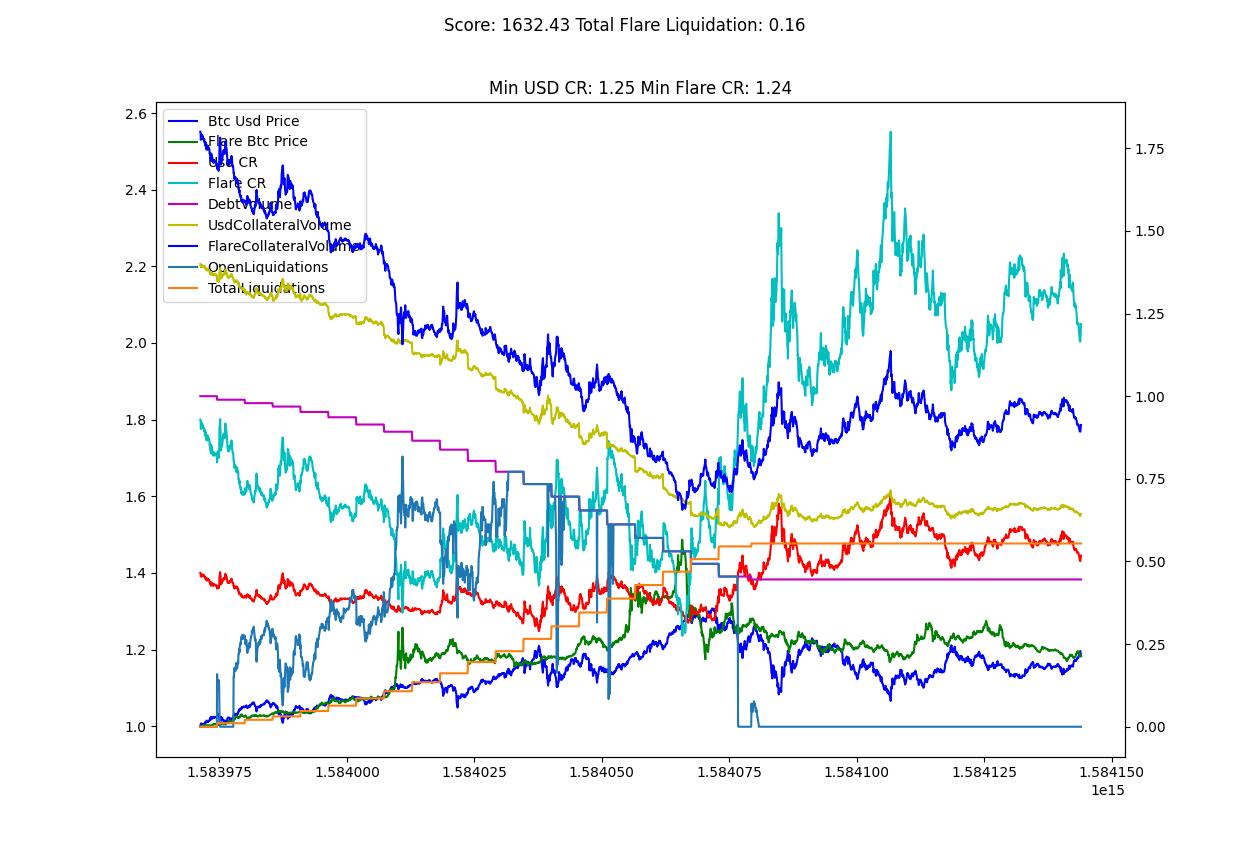 Score: 1632.43 Total Flare Liquidation: 0.16
Min USD CR: 1.25 Min Flare CR: 1.24
Btc Usd Price
Flare Btc Price
Usd CR
Flare CR
DebtVolume
UsdCollateralVolume
FlareCollateralVolume
OpenLiquidations
TotalLiquidations
2.6
2.4
2.2
2.0
1.8
1.6
1.4
1.2
1.0
1.75
1.50
1.25
1.00
0.75
0.50
0.25
0.00
1.583975 1.584000 1.584025 1.584050 1.584075 1.584100 1.584125 1.584150
1e15